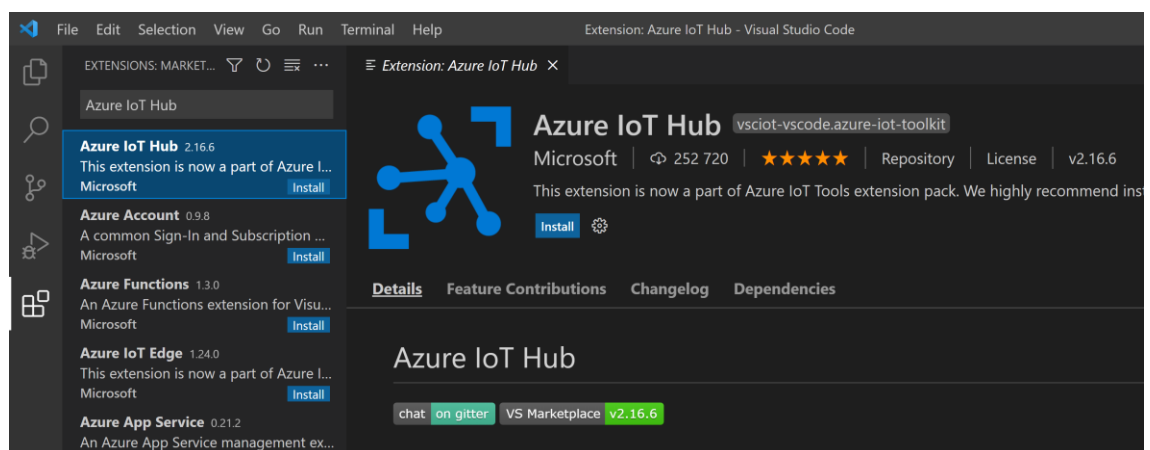 File Edit Selection View Go Run Terminal Help
Extension: Azure IoT Hub - Visual Studio Code
EXTENSIONS: MARKET...
Azure IoT Hub
Azure IoT Hub 2.16.6
This extension is now a part of Azure I...
Microsoft Install
Azure Account 0.9.8
A common Sign-In and Subscription ...
Microsoft Install
Azure Functions 1.3.0
An Azure Functions extension for Visu...
Microsoft Install
Azure IoT Edge 1.24.0
This extension is now a part of Azure I...
Microsoft Install
Azure App Service 0.21.2
An Azure App Service management ex...
Extension: Azure IoT Hub
Azure IoT Hub vsciot-vscode.azure-iot-toolkit
Microsoft 252 720 ★★★★★ Repository License v2.16.6
This extension is now a part of Azure IoT Tools extension pack. We highly recommend ins
Install
Details Feature Contributions Changelog Dependencies
Azure IoT Hub
chat on gitter VS Marketplace v2.16.6